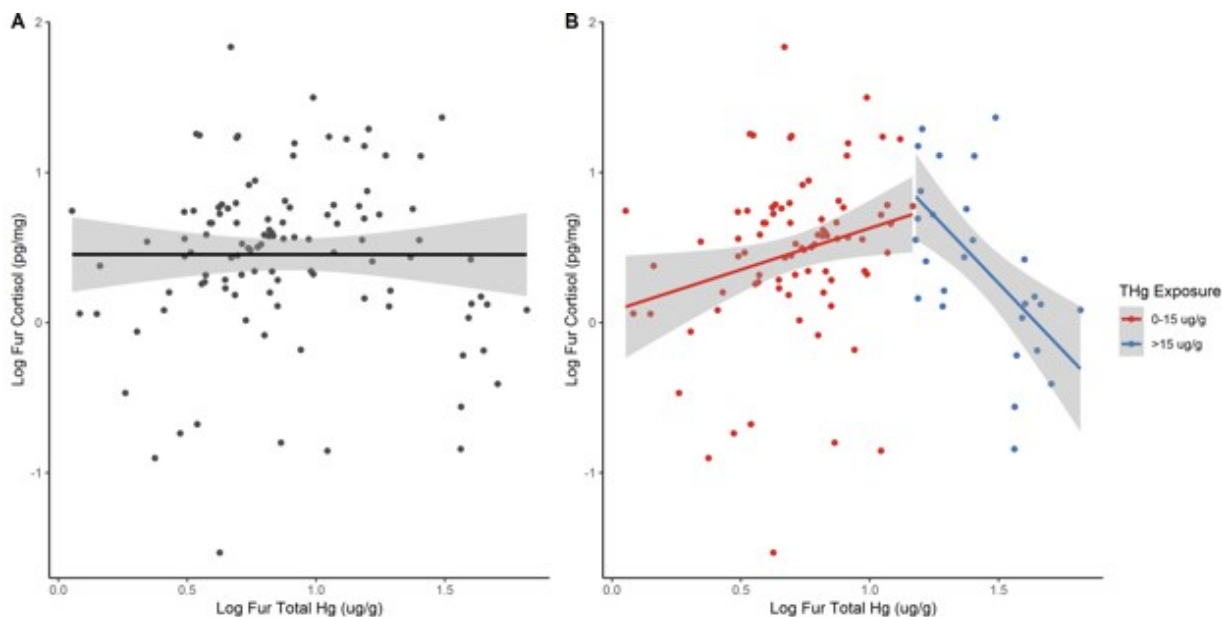 A
B
2
1
0
-1
Log Fur Cortisol (pg/mg)
0.0 0.5 1.0 1.5
Log Fur Total Hg (ug/g)
2
1
0
-1
Log Fur Cortisol (pg/mg)
0.0 0.5 1.0 1.5
Log Fur Total Hg (ug/g)
THg Exposure
0-15 ug/g
>15 ug/g